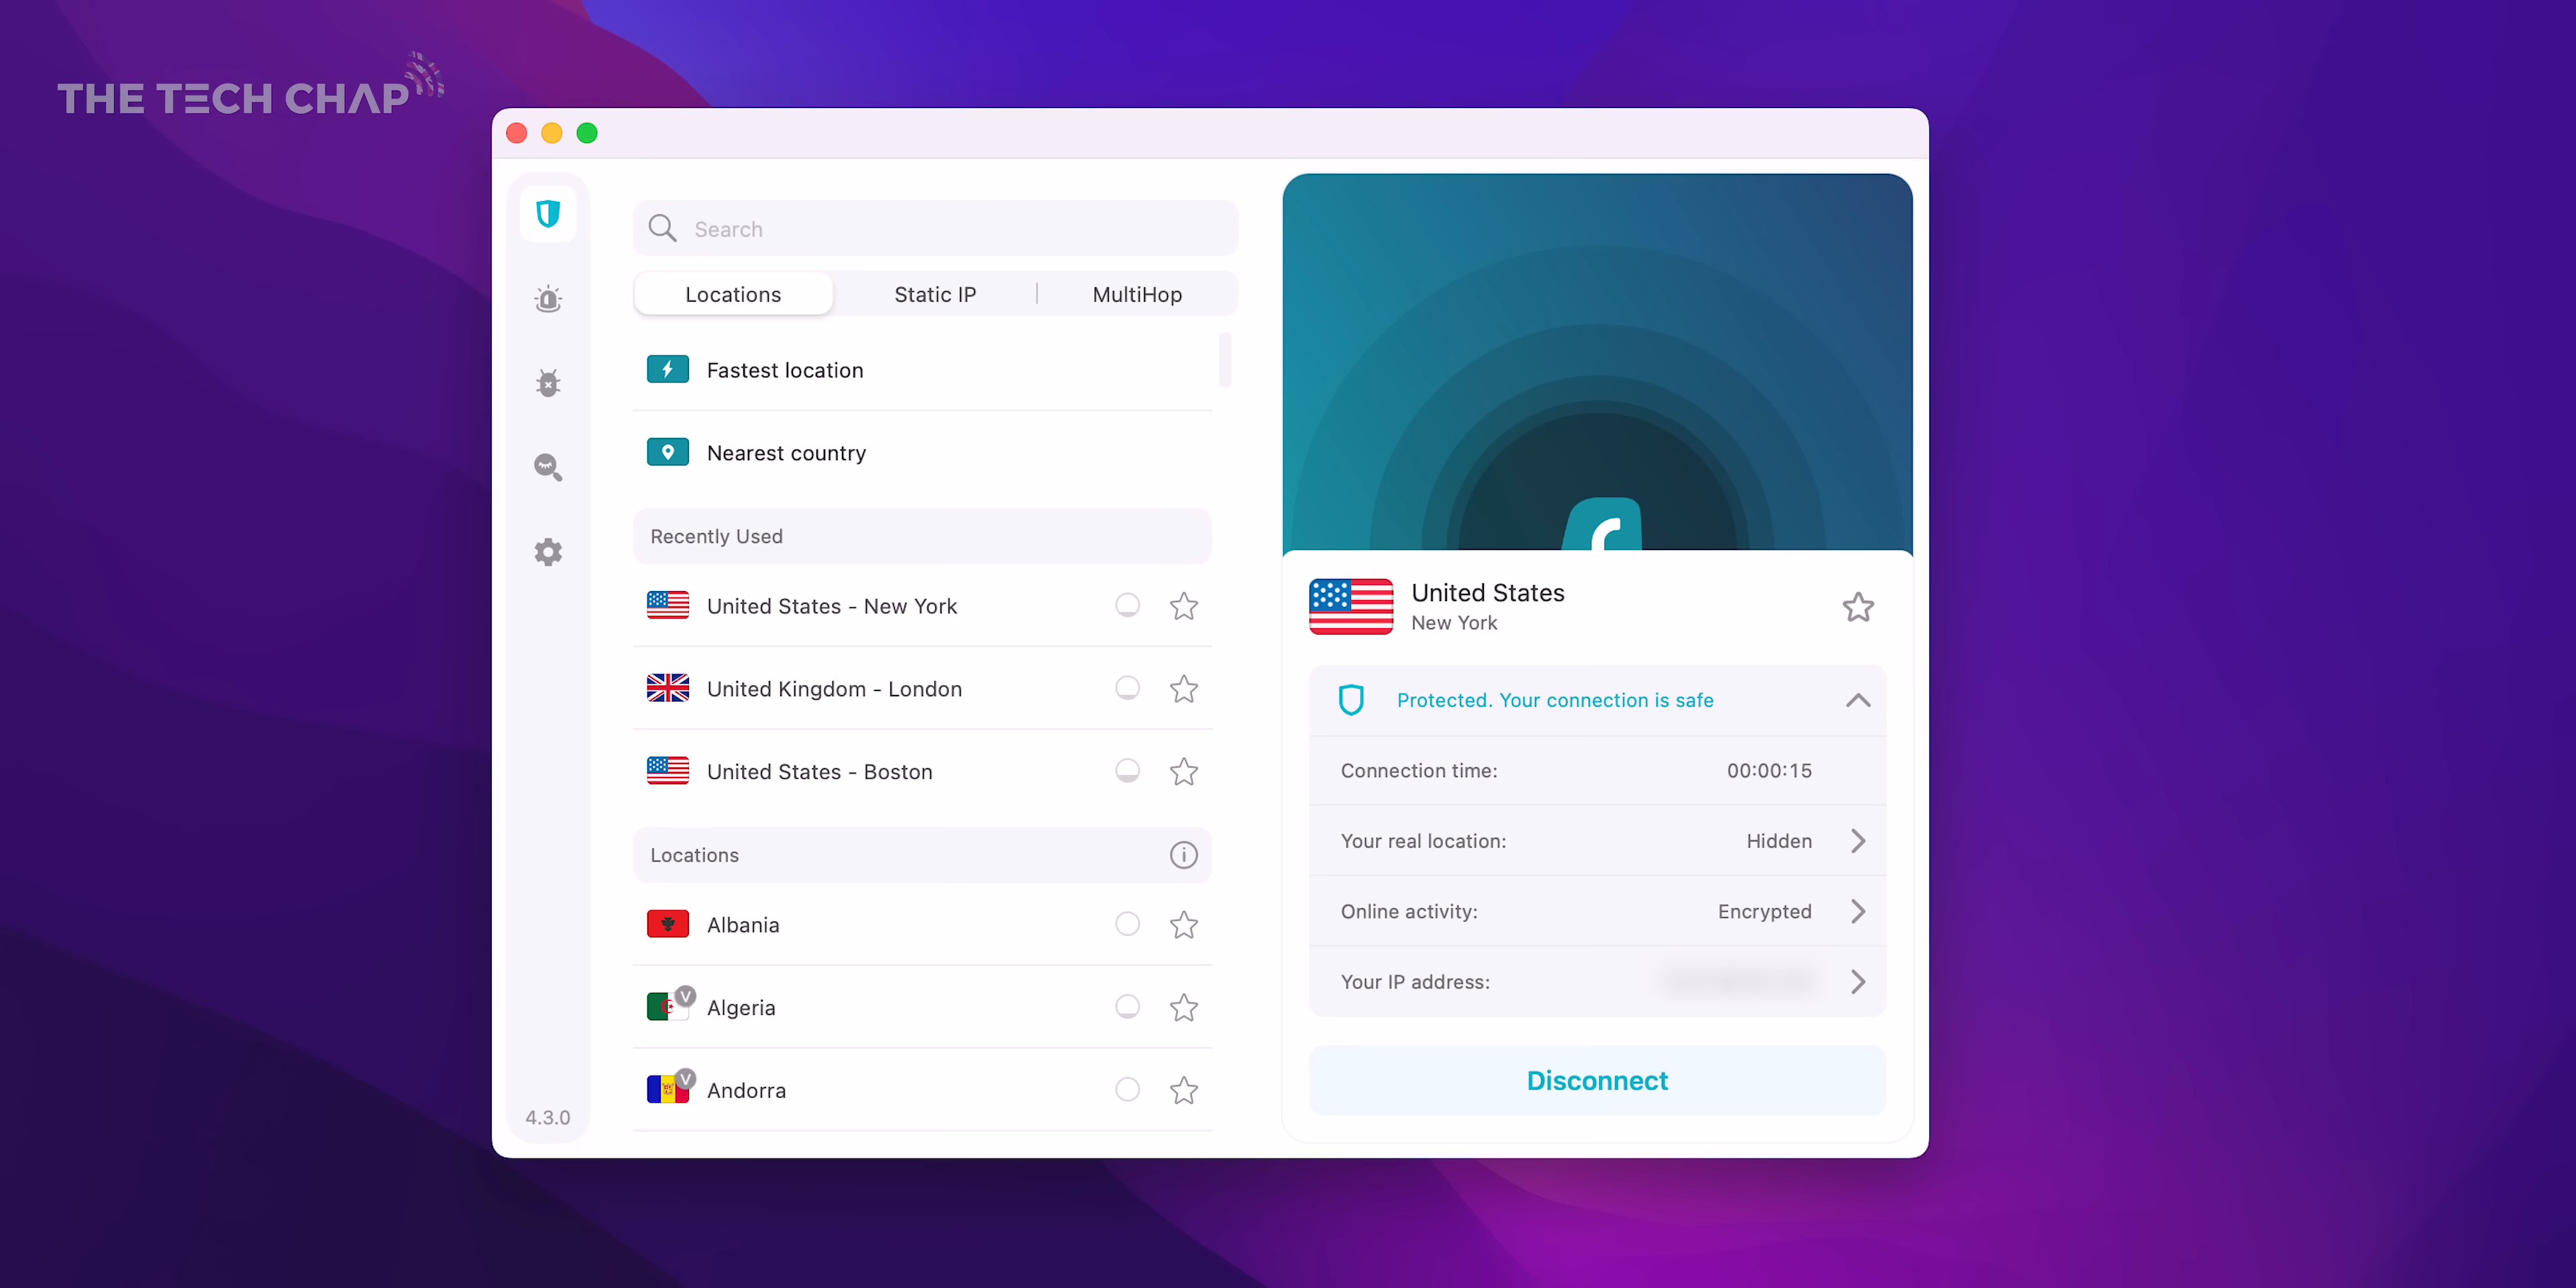 THE TECH CHAP
Search
Locations
Static IP
MultiHop
Fastest location
Nearest country
Recently Used
United States - New York
United Kingdom - London
United States - Boston
Locations
Albania
V
Algeria
V
Andorra
4.3.0
United States
New York
Protected. Your connection is safe
Connection time: 00:00:15
Your real location: Hidden
Online activity: Encrypted
Your IP address:
Disconnect